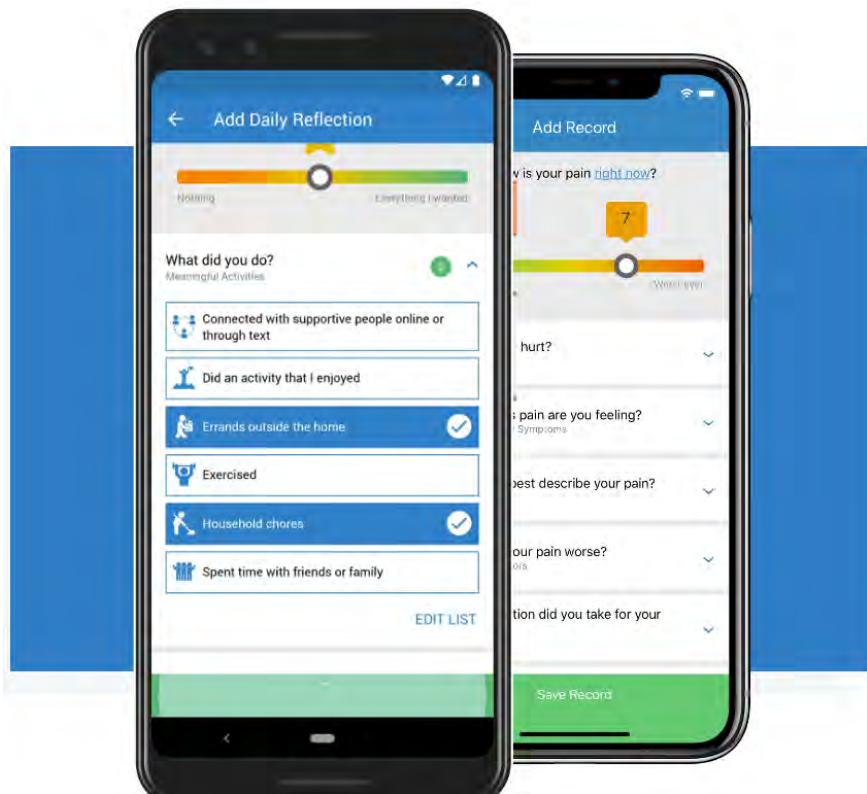 Add Daily Reflection
Nothing
Everything I wanted
What did you do?
Meaningful Activities
Connected with supportive people online or
through text
Did an activity that I enjoyed
Errands outside the home
Exercised
Household chores
Spent time with friends or family
EDIT LIST
Add Record
is your pain right now?
7
Worst ever
hurt?
pain are you feeling?
Symptoms
best describe your pain?
our pain worse?
ors
tion did you take for your
Save Record